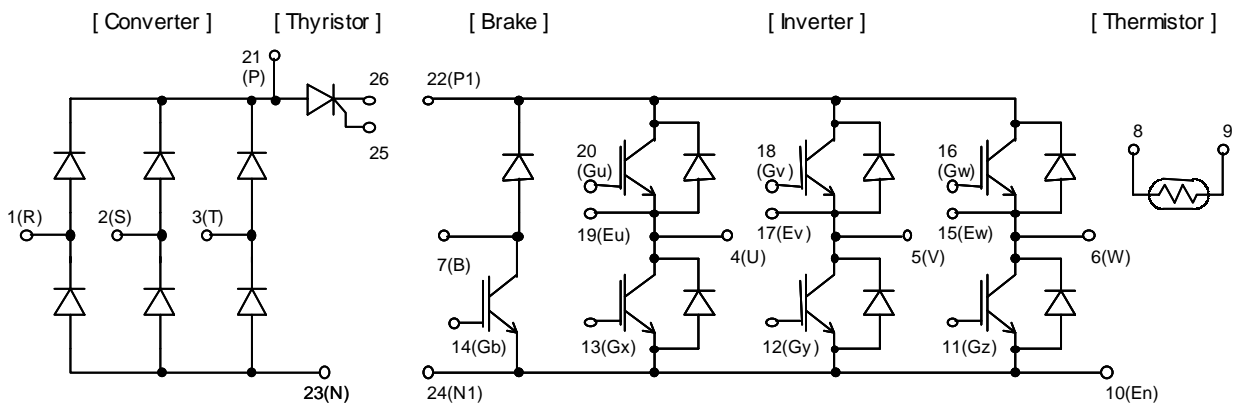 [ Converter ] [ Thyristor ] [ Brake ] [ Inverter ] [ Thermistor ]
21
(P)
26
22(P1)
25
8
9
20
(Gu)
18
(Gv)
16
(Gw)
1(R)
2(S)
3(T)
19(Eu)
17(Ev)
15(Ew)
7(B)
4(U)
5(V)
6(W)
14(Gb)
13(Gx)
12(Gy)
11(Gz)
23(N)
24(N1)
10(En)